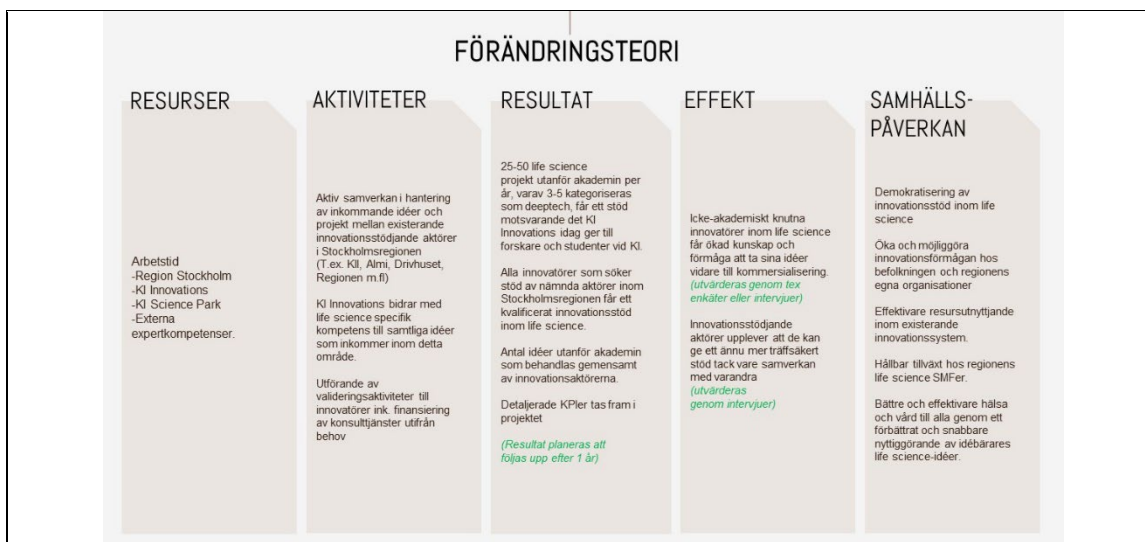 FÖRÄNDRINGSTEORI
RESURSER
Arbetstid
-Region Stockholm
-KI Innovations
-KI Science Park
-Externa
expertkompetenser.
AKTIVITETER
Aktiv samverkan i hantering
av inkommande idéer och
projekt mellan existerande
innovationsstödjande aktörer
i Stockholmsregionen
(T.ex. KII, Almi, Drivhuset,
Regionen m.fl)
KI Innovations bidrar med
life science specifik
kompetens till samtliga idéer
som inkommer inom detta
område.
Utförande av
valideringsaktiviteter till
innovatörer ink. finansiering
av konsulttjänster utifrån
behov
RESULTAT
25-50 life science
projekt utanför akademin per
år, varav 3-5 kategoriseras
som deeptech, får ett stöd
motsvarande det KI
Innovations idag ger till
forskare och studenter vid KI.
Alla innovatörer som söker
stöd av nämnda aktörer inom
Stockholmsregionen får ett
kvalificerat innovationsstöd
inom life science.
Antal idéer utanför akademin
som behandlas gemensamt
av innovationsaktörerna.
Detaljerade KPIer tas fram i
projektet
(Resultat planeras att
följas upp efter 1 år)
EFFEKT
Icke-akademiskt knutna
innovatörer inom life science
får ökad kunskap och
förmåga att ta sina idéer
vidare till kommersialisering.
(utvärderas genom tex
enkäter eller intervjuer)
Innovationsstödjande
aktörer upplever att de kan
ge ett ännu mer träffsäkert
stöd tack vare samverkan
med varandra
(utvärderas
genom intervjuer)
SAMHÄLLS-
PÅVERKAN
Demokratisering av
innovationsstöd inom life
science
Öka och möjliggöra
innovationsförmågan hos
befolkningen och regionens
egna organisationer
Effektivare resursutnyttjande
inom existerande
innovationssystem.
Hållbar tillväxt hos regionens
life science SMFer.
Bättre och effektivare hälsa
och vård till alla genom ett
förbättrat och snabbare
nyttiggörande av idébärares
life science-idéer.